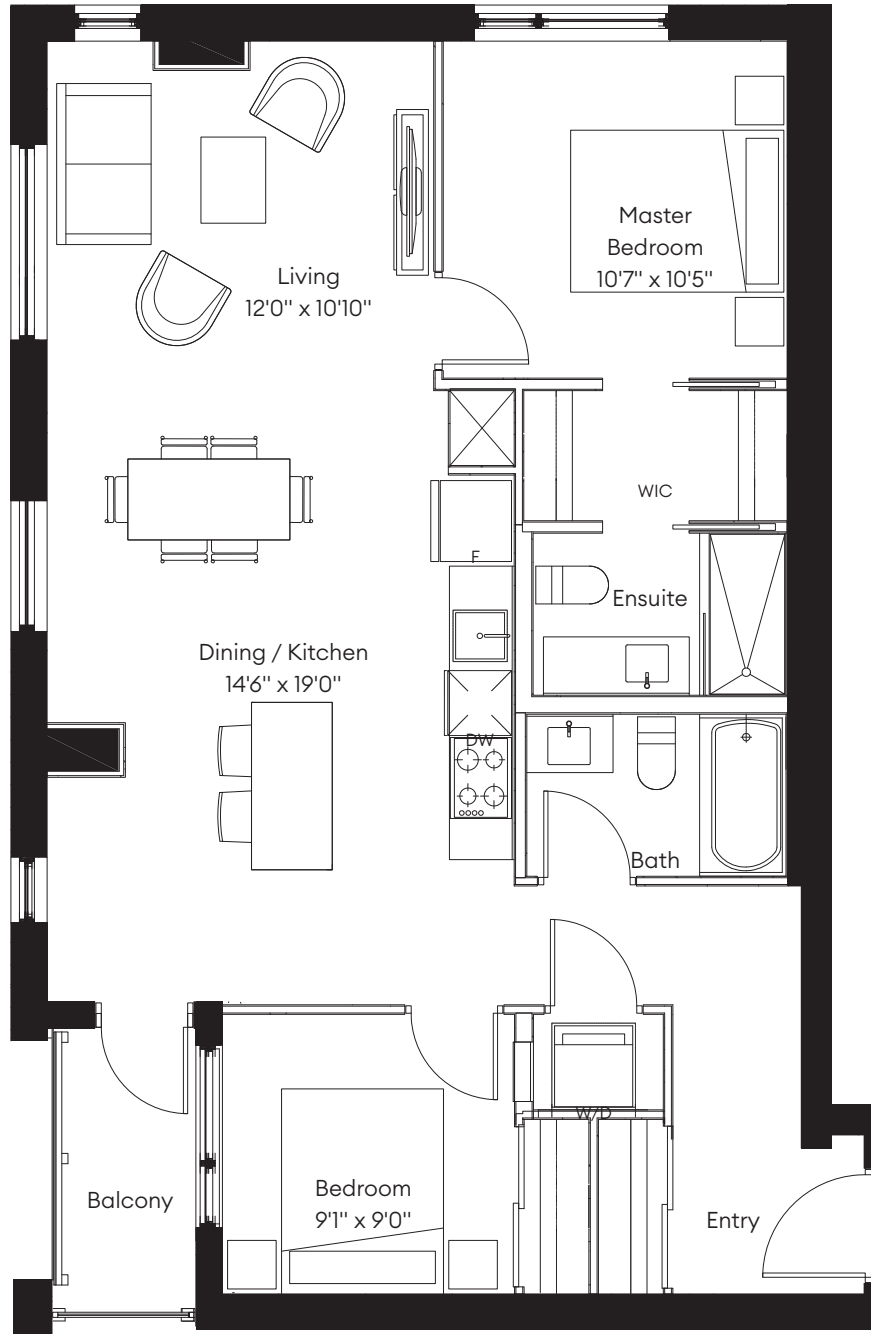 Master
Bedroom
10'7" x 10'5"
Living
12'0" x 10'10"
WIC
F
Ensuite
Dining / Kitchen
14'6" x 19'0"
DW
Bath
W/D
Bedroom
9'1" x 9'0"
Balcony
Entry